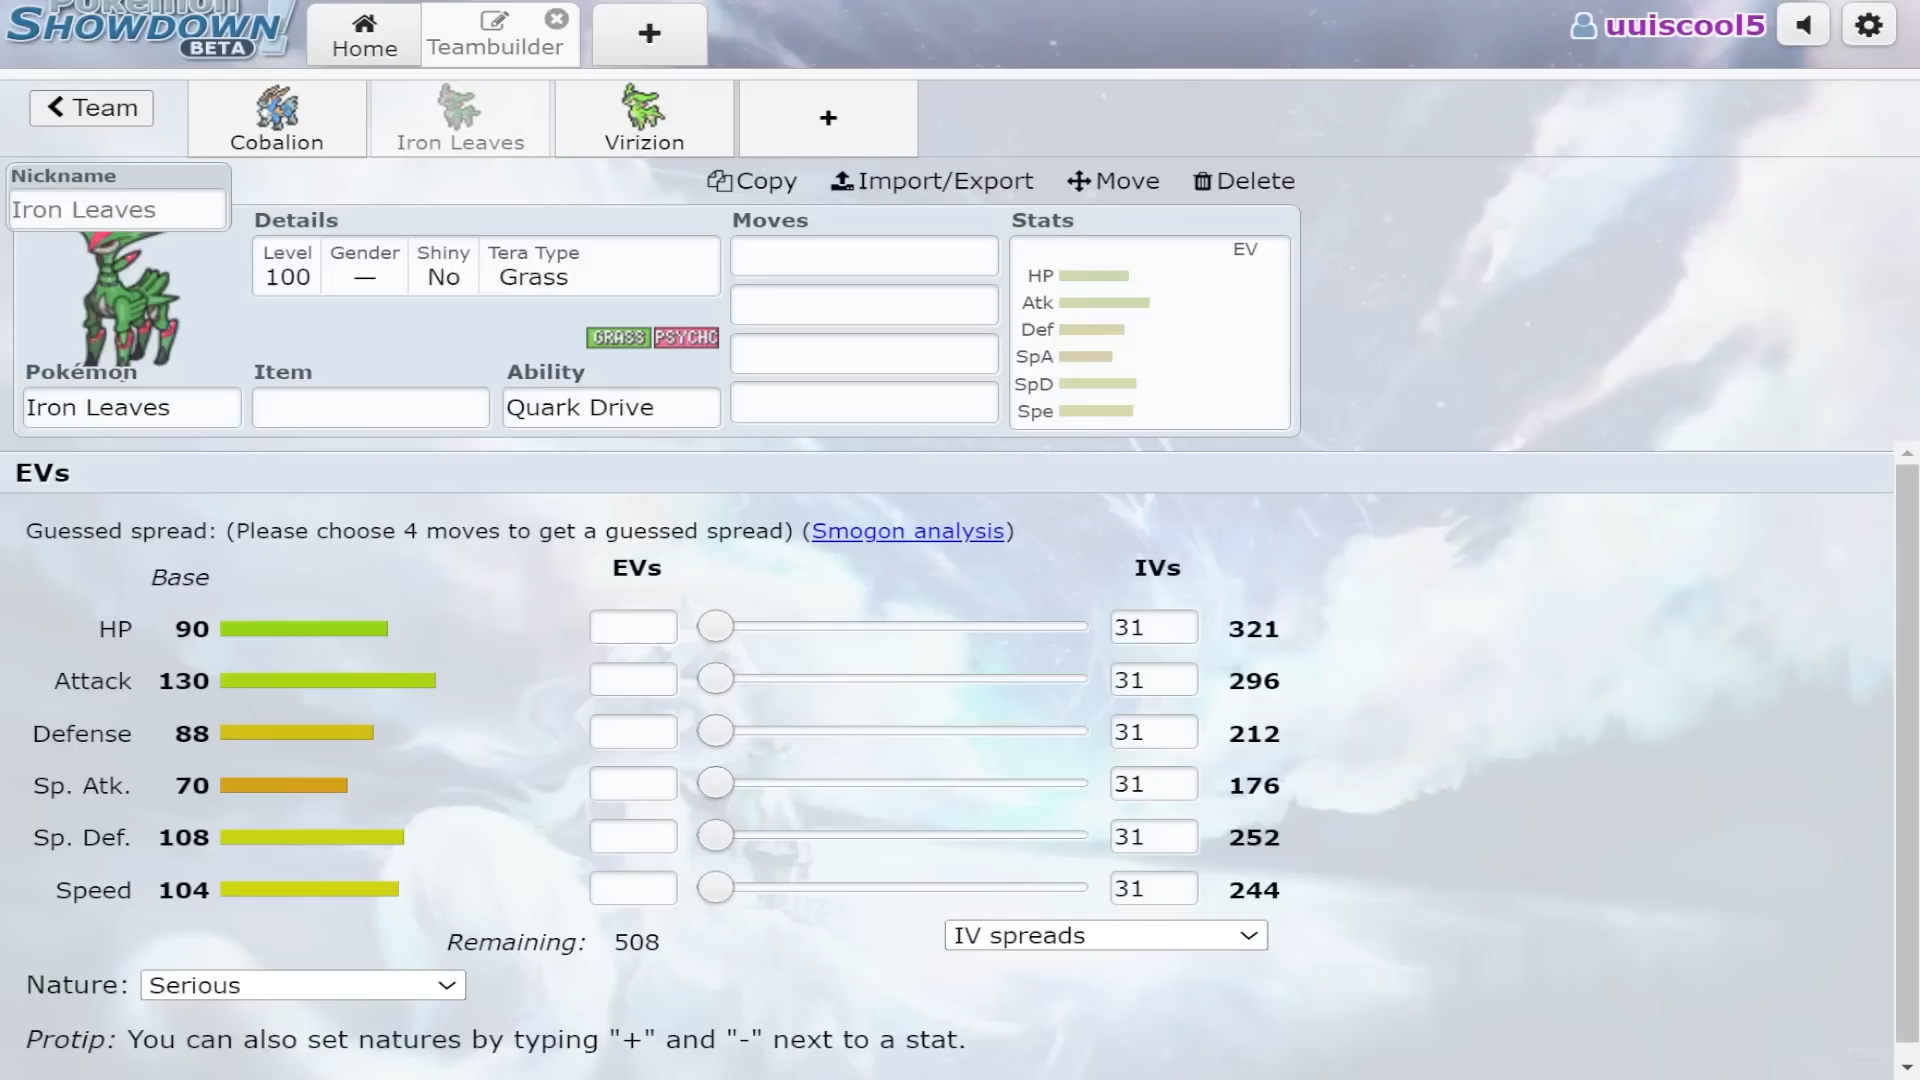 Pokémon
SHOWDOWN!
BETA
Home
Teambuilder
+
uuiscool5
Team
Cobalion
Iron Leaves
Virizion
+
Copy
Import/Export
Move
Delete
Nickname
Iron Leaves
Details
Level
Gender
Shiny
Tera Type
100
—
No
Grass
GRASS
PSYCHC
Pokémon
Item
Ability
Iron Leaves
Quark Drive
Moves
Stats
EV
HP
Atk
Def
SpA
SpD
Spe
EVs
Guessed spread: (Please choose 4 moves to get a guessed spread) (Smogon analysis)
Base
EVs
IVs
HP 90 31 321
Attack 130 31 296
Defense 88 31 212
Sp. Atk. 70 31 176
Sp. Def. 108 31 252
Speed 104 31 244
Remaining: 508
IV spreads
Nature: Serious
Protip: You can also set natures by typing "+" and "-" next to a stat.